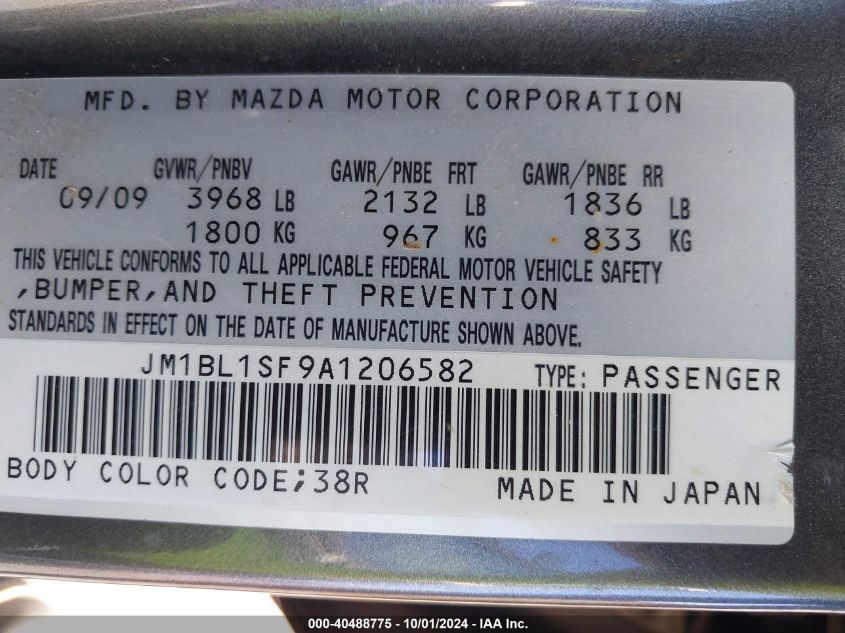 MFD. BY MAZDA MOTOR CORPORATION
DATE GVWR/PNBV GAWR/PNBE FRT GAWR/PNBE RR
09/09 3968 LB 2132 LB 1836 LB
1800 KG 967 KG 833 KG
THIS VEHICLE CONFORMS TO ALL APPLICABLE FEDERAL MOTOR VEHICLE SAFETY
,BUMPER,AND THEFT PREVENTION
STANDARDS IN EFFECT ON THE DATE OF MANUFACTURE SHOWN ABOVE.
JM1BL1SF9A1206582 TYPE: PASSENGER
BODY COLOR CODE;38R MADE IN JAPAN
000-40488775 - 10/01/2024 - IAA Inc.